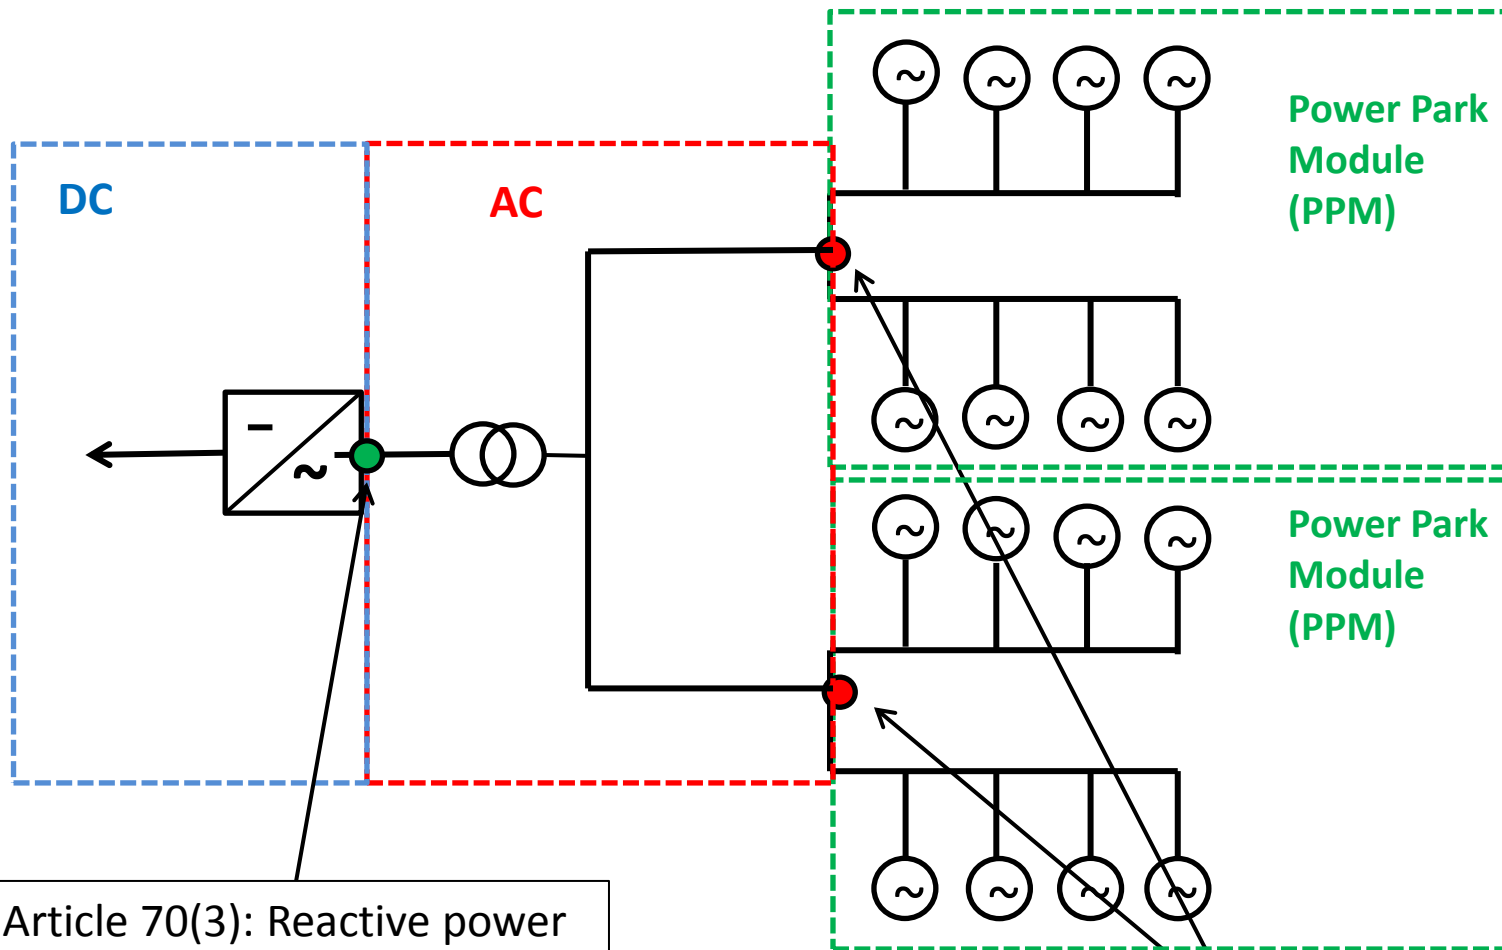 Power Park
Module
(PPM)
DC
AC
Power Park
Module
(PPM)
Article 70(3): Reactive power